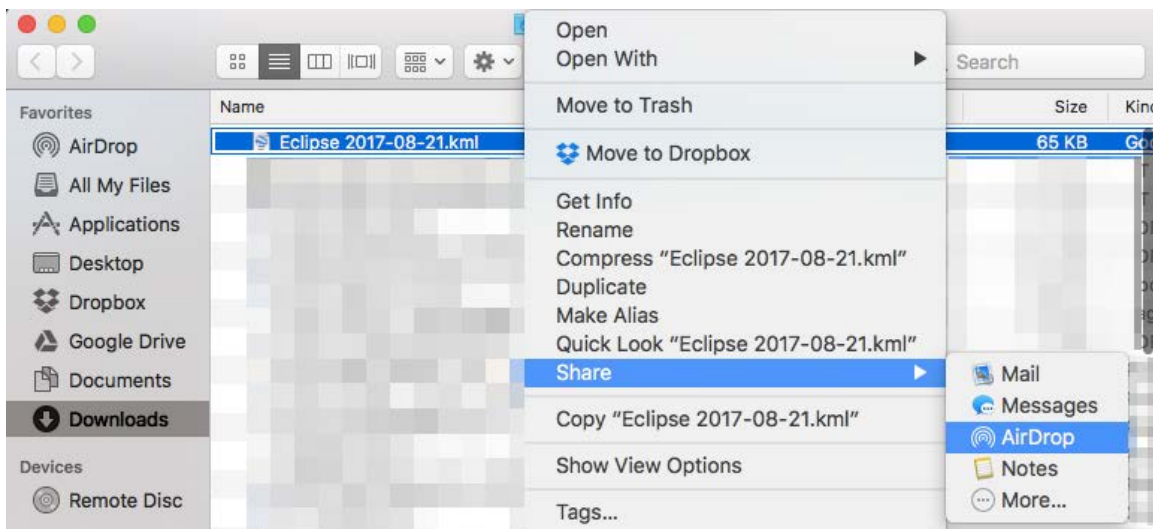 Search
Name
Size
Favorites
AirDrop
All My Files
Applications
Desktop
Dropbox
Google Drive
Documents
Downloads
Devices
Remote Disc
Eclipse 2017-08-21.kml
65 KB
Open
Open With
Move to Trash
Move to Dropbox
Get Info
Rename
Compress “Eclipse 2017-08-21.kml”
Duplicate
Make Alias
Quick Look “Eclipse 2017-08-21.kml”
Share
Copy “Eclipse 2017-08-21.kml”
Show View Options
Tags...
Mail
Messages
AirDrop
Notes
More...